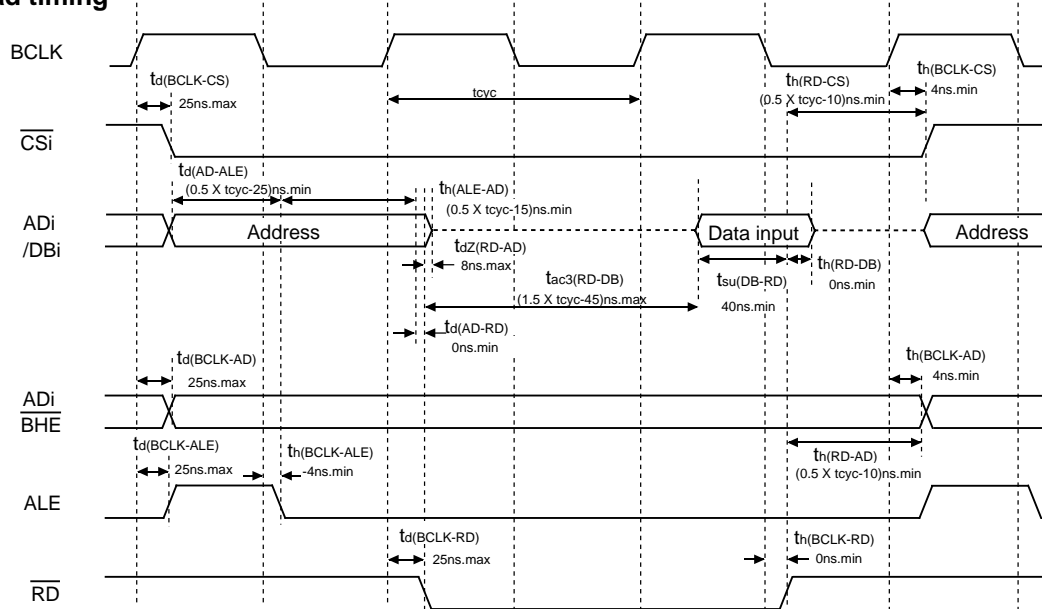 ad timing
BCLK
td(BCLK-CS)
25ns.max
tcyc
th(RD-CS)
(0.5 X tcyc-10)ns.min
th(BCLK-CS)
4ns.min
CSi
td(AD-ALE)
(0.5 X tcyc-25)ns.min
th(ALE-AD)
(0.5 X tcyc-15)ns.min
ADi
/DBi
Address
Data input
Address
tdZ(RD-AD)
8ns.max
tac3(RD-DB)
(1.5 X tcyc-45)ns.max
tsu(DB-RD)
40ns.min
th(RD-DB)
0ns.min
td(AD-RD)
0ns.min
td(BCLK-AD)
25ns.max
th(BCLK-AD)
4ns.min
ADi
BHE
td(BCLK-ALE)
25ns.max
th(BCLK-ALE)
-4ns.min
th(RD-AD)
(0.5 X tcyc-10)ns.min
ALE
td(BCLK-RD)
25ns.max
th(BCLK-RD)
0ns.min
RD